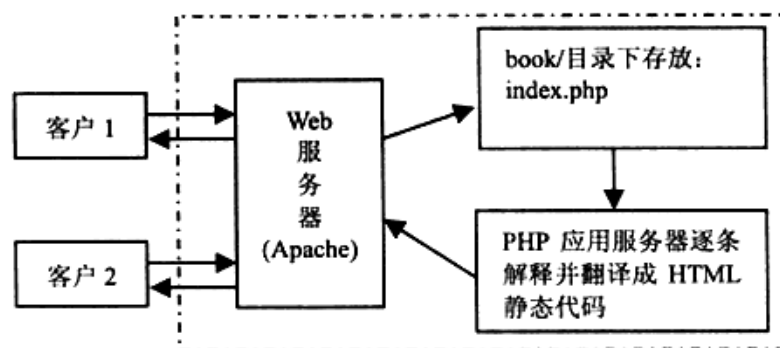 客户 1
客户 2
Web
服
务
器
(Apache)
book/目录下存放：
index.php
PHP 应用服务器逐条
解释并翻译成 HTML
静态代码